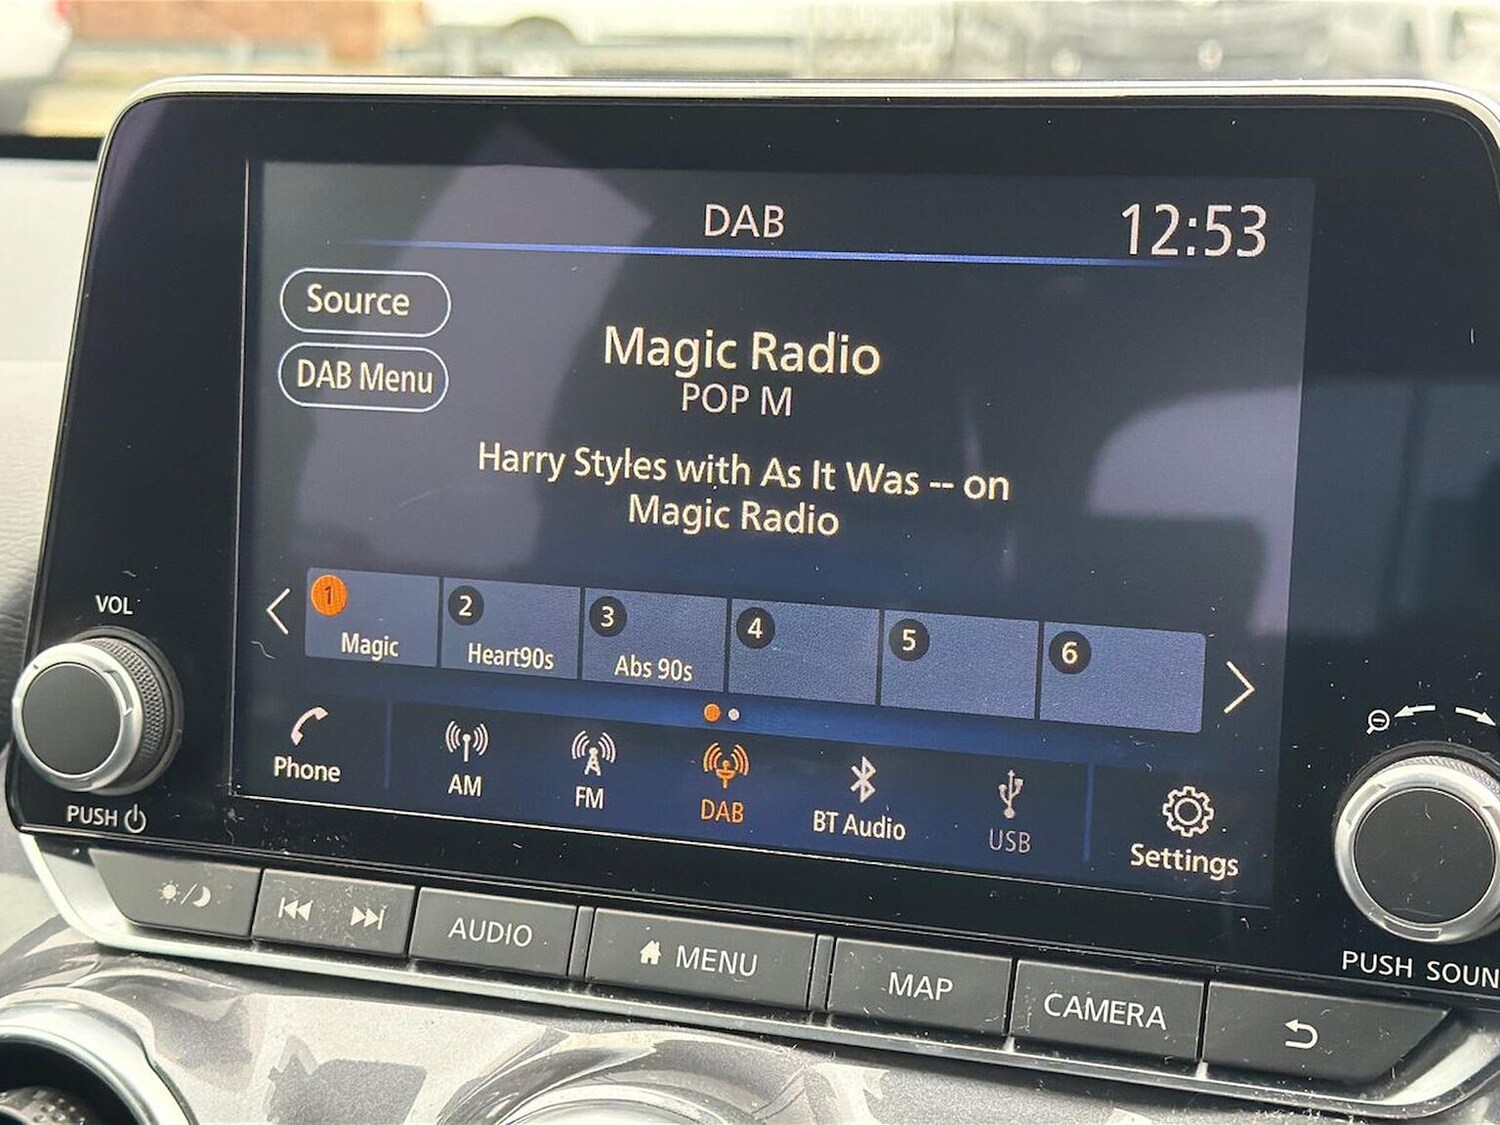 DAB
12:53
Source
DAB Menu
Magic Radio
POP M
Harry Styles with As It Was -- on
Magic Radio
1
Magic
2
Heart90s
3
Abs 90s
4
5
6
Phone
AM
FM
DAB
BT Audio
USB
Settings
VOL
PUSH
PUSH SOUN
AUDIO
MENU
MAP
CAMERA